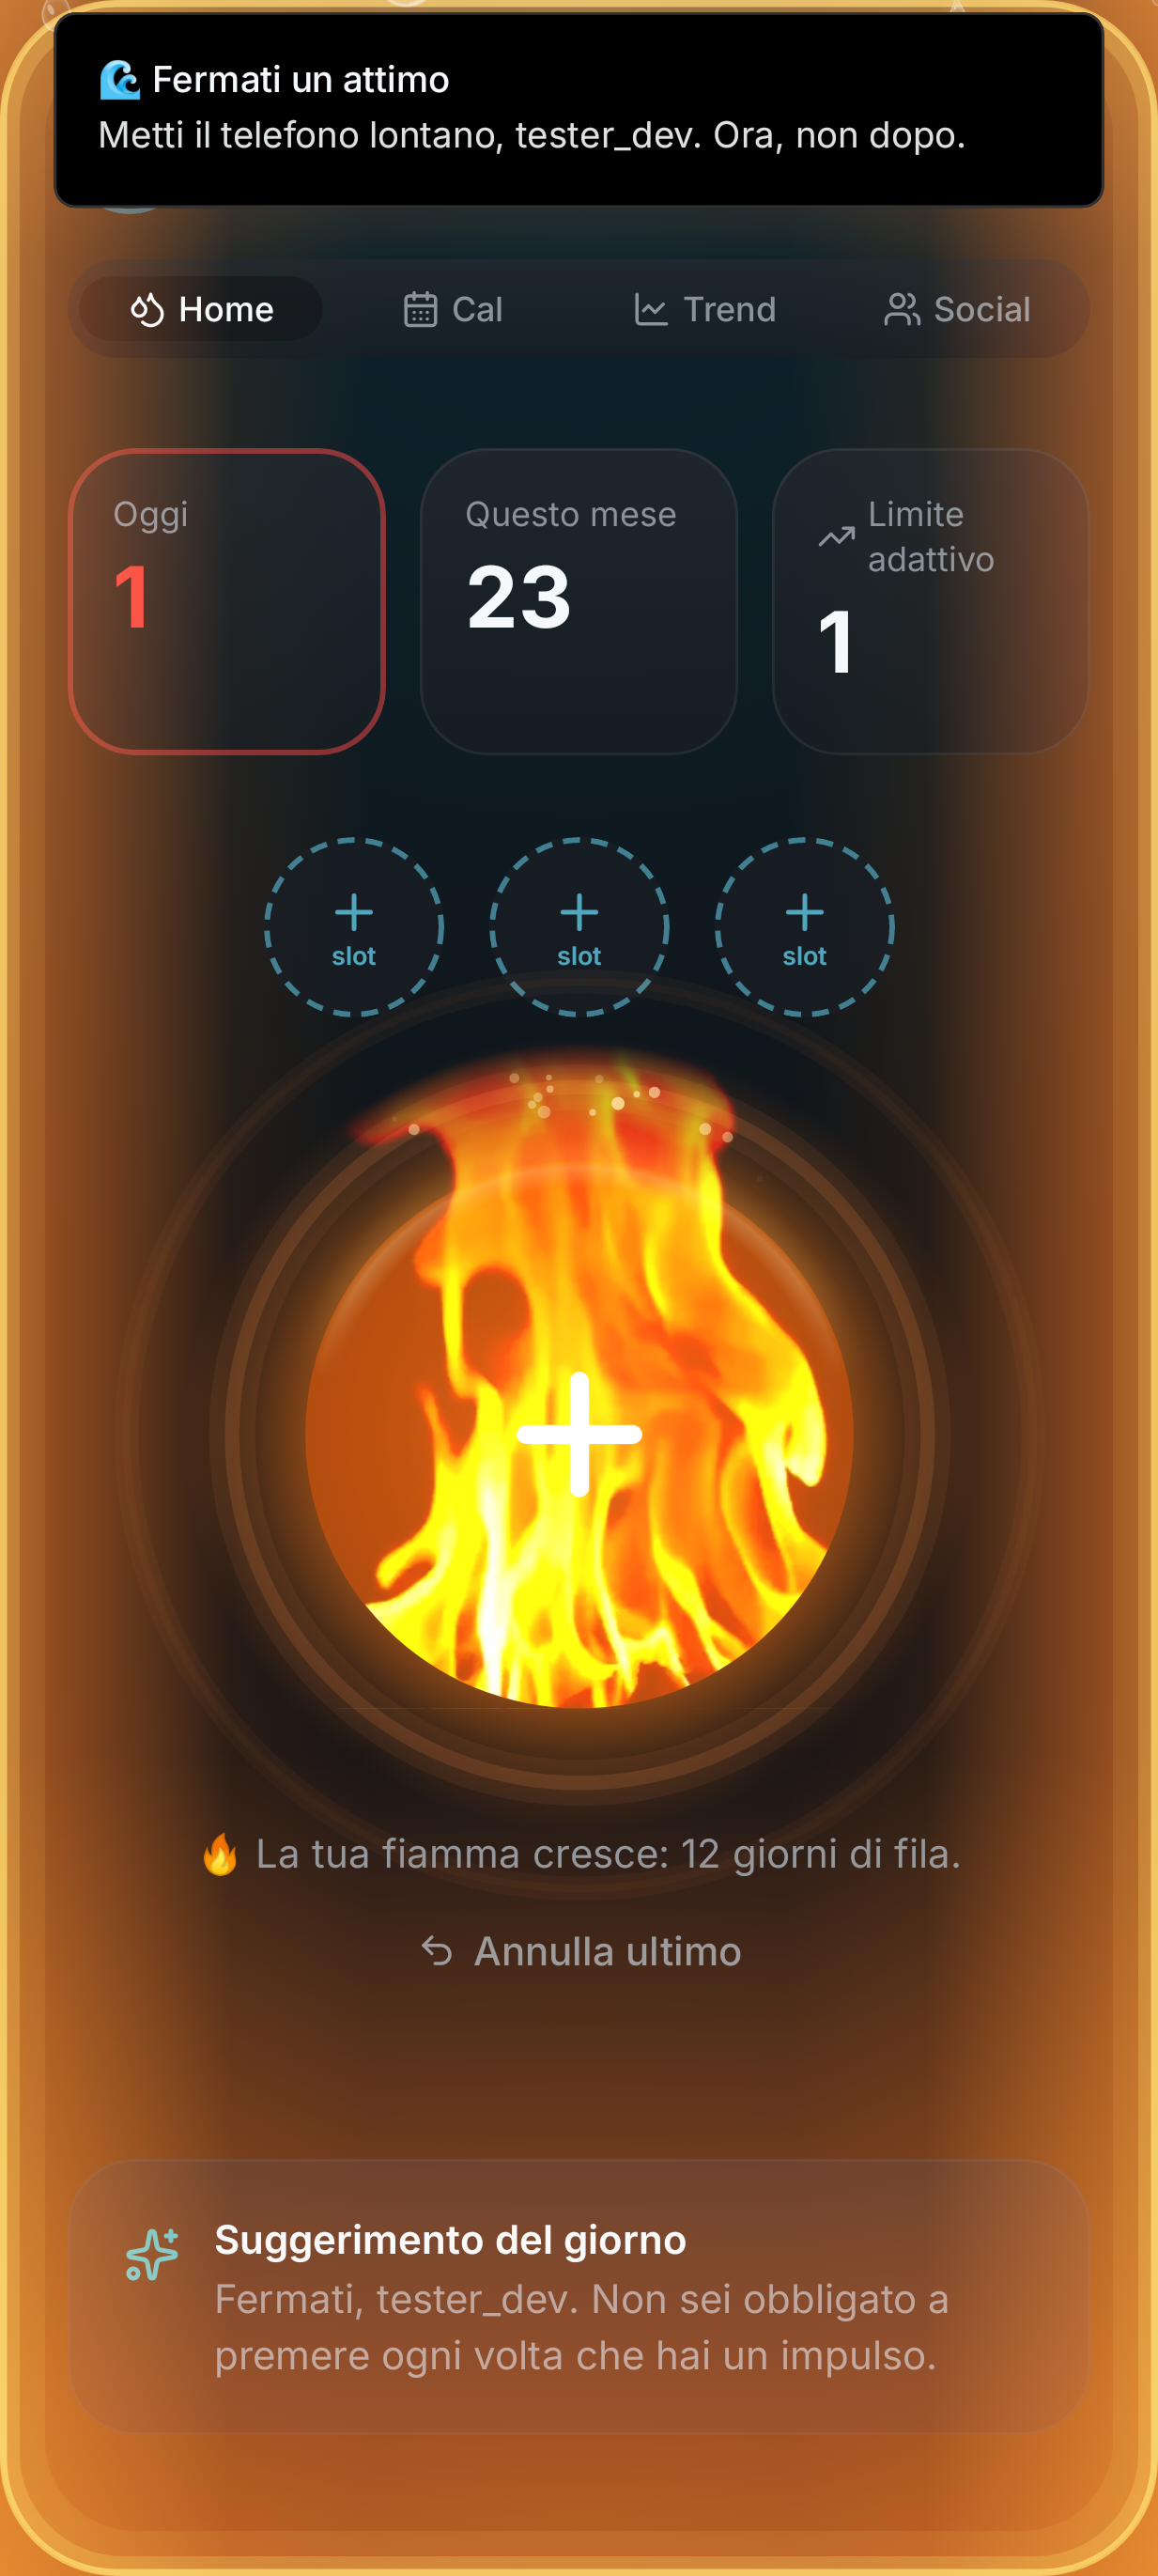 🌊 Fermati un attimo
Metti il telefono lontano, tester_dev. Ora, non dopo.
Home
Cal
Trend
Social
Oggi
1
Questo mese
23
Limite
adattivo
1
slot
slot
slot
🔥 La tua fiamma cresce: 12 giorni di fila.
Annulla ultimo
Suggerimento del giorno
Fermati, tester_dev. Non sei obbligato a
premere ogni volta che hai un impulso.